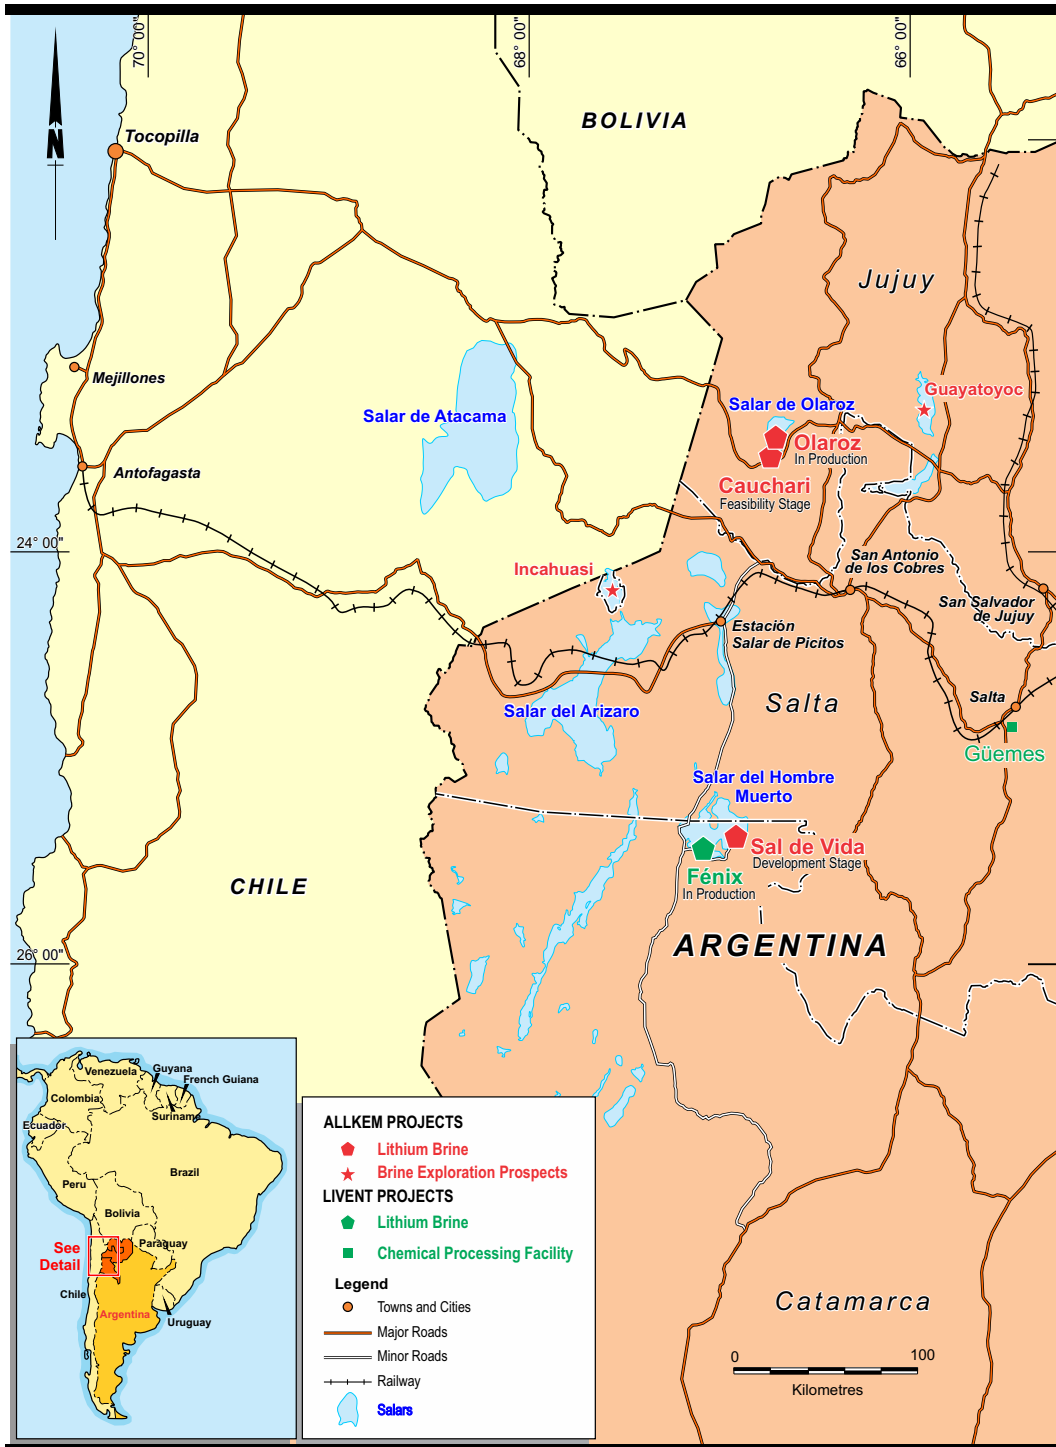 70° 00"
68° 00"
66° 00"
N
BOLIVIA
Tocopilla
Jujuy
Mejillones
Guayatoyoc
Salar de Olaroz
Salar de Atacama
Olaroz
In Production
Antofagasta
Cauchari
Feasibility Stage
24° 00"
San Antonio
de los Cobres
Incahuasi
San Salvador
de Jujuy
Estación
Salar de Picitos
Salta
Salta
Salar del Arizaro
Güemes
Salar del Hombre
Muerto
Sal de Vida
Development Stage
Fénix
In Production
CHILE
ARGENTINA
26° 00"
Venezuela
Guyana
French Guiana
Colombia
Suriname
Ecuador
Brazil
Peru
Bolivia
Paraguay
See
Detail
Chile
Argentina
Uruguay
ALLKEM PROJECTS
Lithium Brine
Brine Exploration Prospects
LIVENT PROJECTS
Lithium Brine
Chemical Processing Facility
Legend
Towns and Cities
Major Roads
Minor Roads
Railway
Salars
Catamarca
0 100
Kilometres